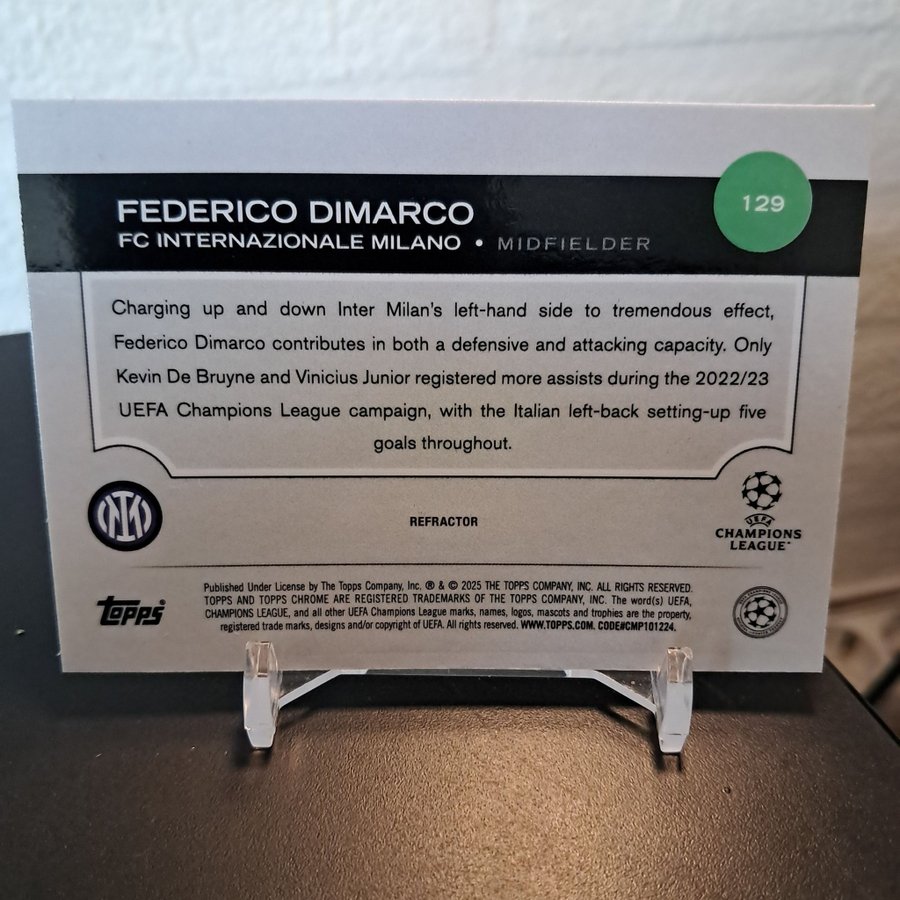 FEDERICO DIMARCO
129
FC INTERNAZIONALE MILANO • MIDFIELDER
Charging up and down Inter Milan's left-hand side to tremendous effect,
Federico Dimarco contributes in both a defensive and attacking capacity. Only
Kevin De Bruyne and Vinicius Junior registered more assists during the 2022/23
UEFA Champions League campaign, with the Italian left-back setting-up five
goals throughout.
REFRACTOR
UEFA
CHAMPIONS
LEAGUE
topps
Published Under License by The Topps Company, Inc. ® & © 2025 THE TOPPS COMPANY, INC. ALL RIGHTS RESERVED.
TOPPS AND TOPPS CHROME ARE REGISTERED TRADEMARKS OF THE TOPPS COMPANY, INC. The word(s) UEFA,
CHAMPIONS LEAGUE, and all other UEFA Champions League marks, names, logos, mascots and trophies are the property,
registered trade marks, designs and/or copyright of UEFA. All rights reserved. WWW.TOPPS.COM. CODE#CMP101224.